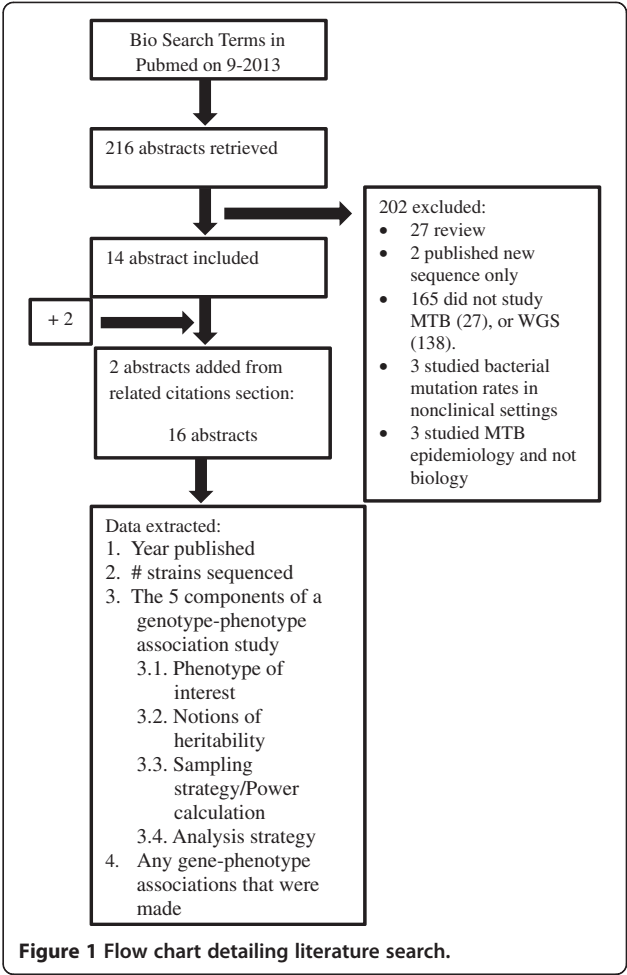 Bio Search Terms in
Pubmed on 9-2013
216 abstracts retrieved
202 excluded:
• 27 review
• 2 published new
sequence only
• 165 did not study
MTB (27), or WGS
(138).
• 3 studied bacterial
mutation rates in
nonclinical settings
• 3 studied MTB
epidemiology and not
biology
14 abstract included
+ 2
2 abstracts added from
related citations section:
16 abstracts
Data extracted:
1. Year published
2. # strains sequenced
3. The 5 components of a
genotype-phenotype
association study
3.1. Phenotype of
interest
3.2. Notions of
heritability
3.3. Sampling
strategy/Power
calculation
3.4. Analysis strategy
4. Any gene-phenotype
associations that were
made
Figure 1 Flow chart detailing literature search.